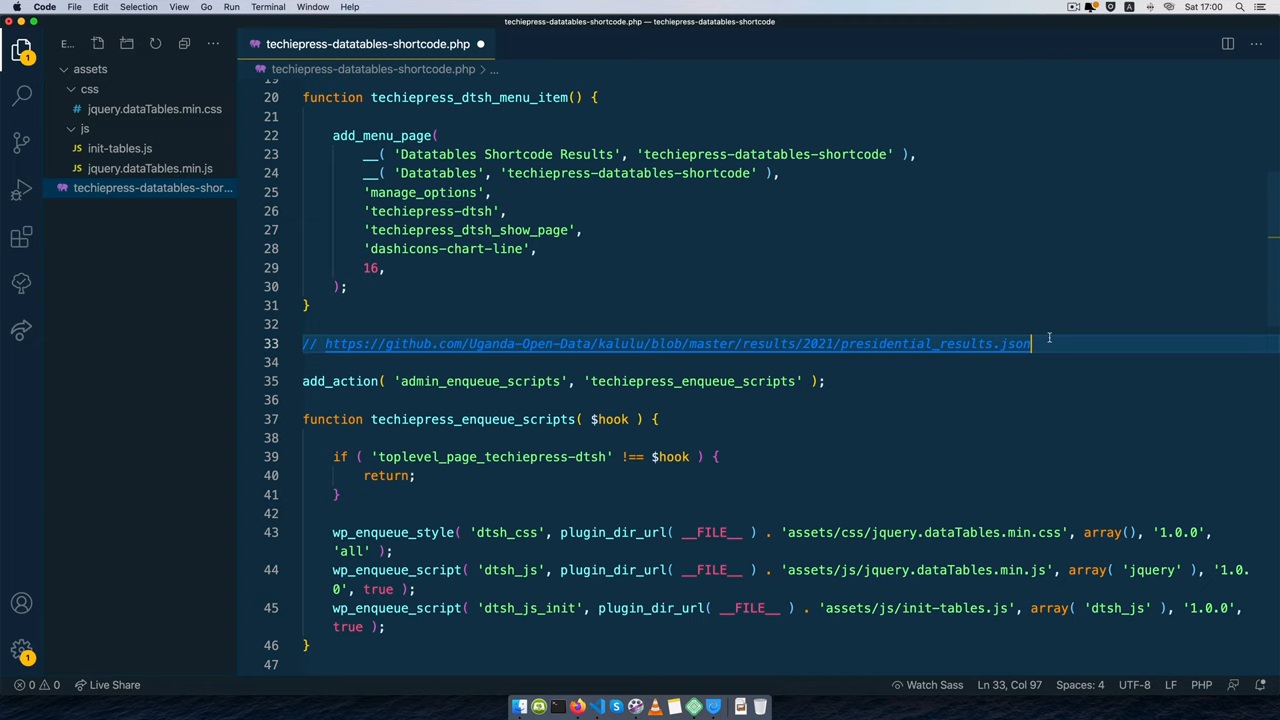 Code File Edit Selection View Go Run Terminal Window Help A Sat 17:00
techiepress-datatables-shortcode.php — techiepress-datatables-shortcode
E... techiepress-datatables-shortcode.php
assets techiepress-datatables-shortcode.php > ...
css
# jquery.dataTables.min.css
js
JS init-tables.js
JS jquery.dataTables.min.js
techiepress-datatables-shor...
1
19
20 function techiepress_dtsh_menu_item() {
21
22 add_menu_page(
23 __( 'Datatables Shortcode Results', 'techiepress-datatables-shortcode' ),
24 __( 'Datatables', 'techiepress-datatables-shortcode' ),
25 'manage_options',
26 'techiepress-dtsh',
27 'techiepress_dtsh_show_page',
28 'dashicons-chart-line',
29 16,
30 );
31 }
32
33 // https://github.com/Uganda-Open-Data/kalulu/blob/master/results/2021/presidential_results.json
34
35 add_action( 'admin_enqueue_scripts', 'techiepress_enqueue_scripts' );
36
37 function techiepress_enqueue_scripts( $hook ) {
38
39 if ( 'toplevel_page_techiepress-dtsh' !== $hook ) {
40 return;
41 }
42
43 wp_enqueue_style( 'dtsh_css', plugin_dir_url( __FILE__ ) . 'assets/css/jquery.dataTables.min.css', array(), '1.0.0',
'all' );
44 wp_enqueue_script( 'dtsh_js', plugin_dir_url( __FILE__ ) . 'assets/js/jquery.dataTables.min.js', array( 'jquery' ), '1.0.
0', true );
45 wp_enqueue_script( 'dtsh_js_init', plugin_dir_url( __FILE__ ) . 'assets/js/init-tables.js', array( 'dtsh_js' ), '1.0.0',
true );
46 }
47
1
0 0 Live Share Watch Sass Ln 33, Col 97 Spaces: 4 UTF-8 LF PHP